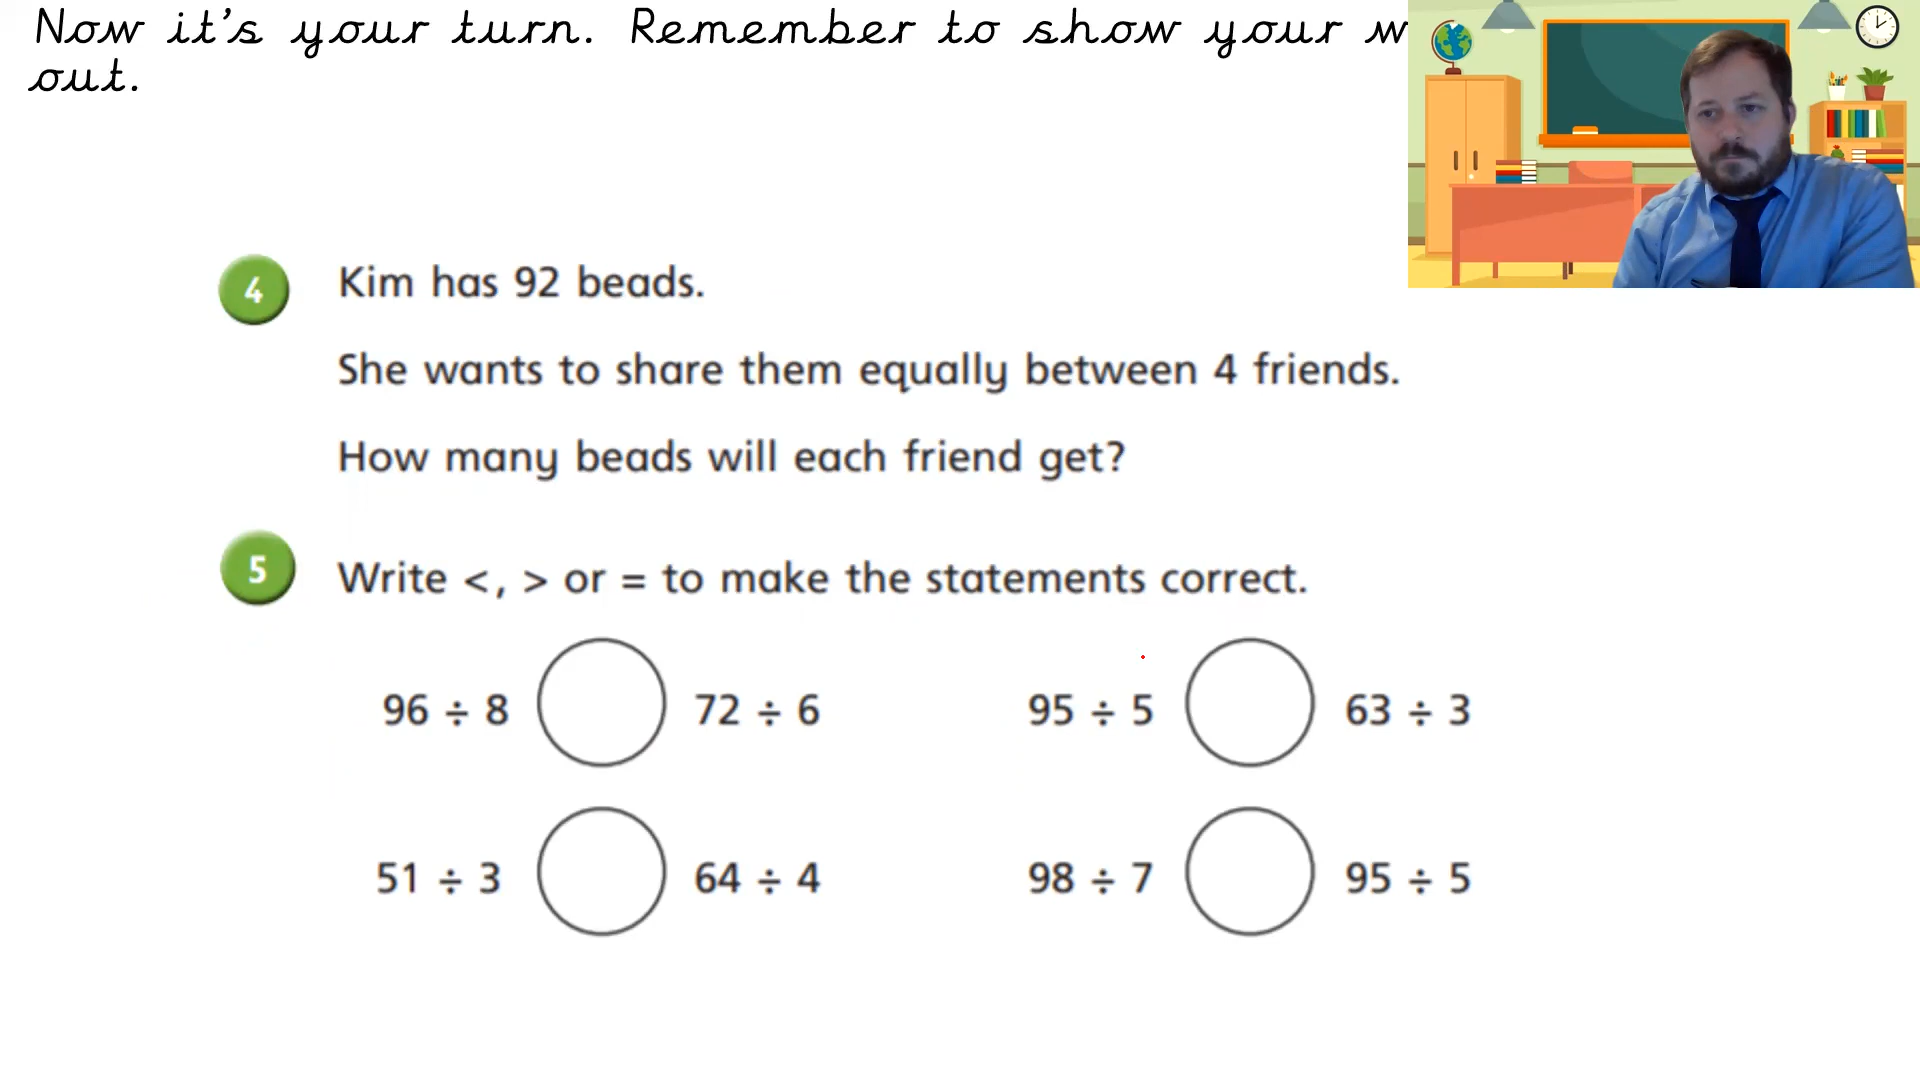 Now it's your turn. Remember to show your
out.
4 Kim has 92 beads.
She wants to share them equally between 4 friends.
How many beads will each friend get?
5 Write <, > or = to make the statements correct.
96 ÷ 8 72 ÷ 6 95 ÷ 5 63 ÷ 3
51 ÷ 3 64 ÷ 4 98 ÷ 7 95 ÷ 5